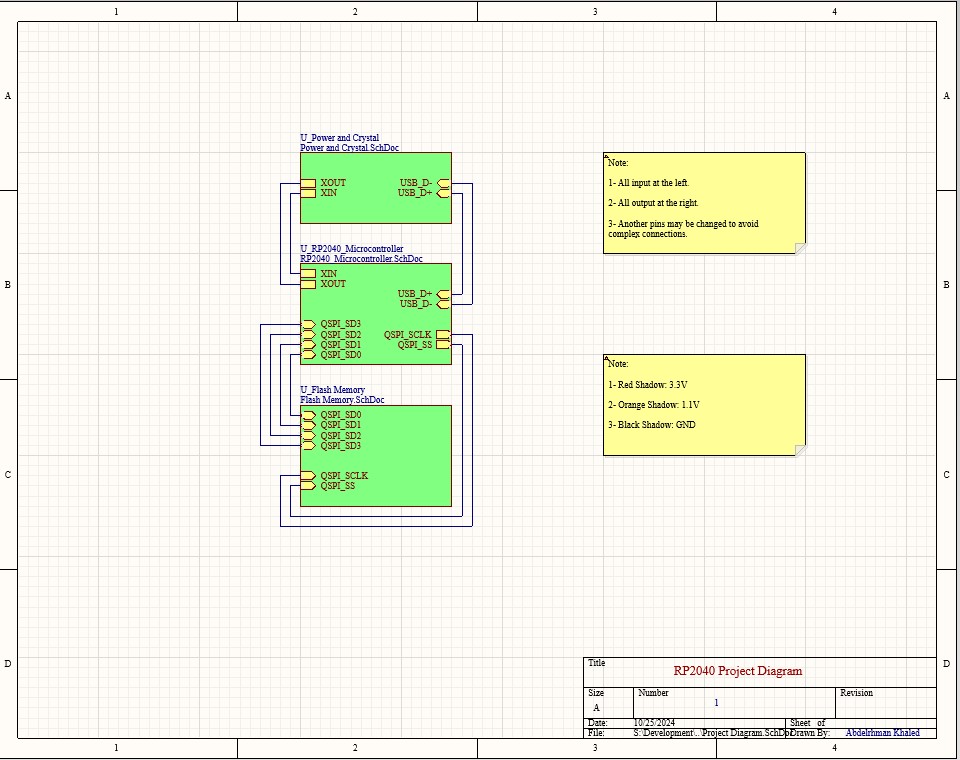 1 2 3 4
A A
U_Power and Crystal
Power and Crystal.SchDoc
XOUT USB_D-
XIN USB_D+
Note:
1- All input at the left.
2- All output at the right.
3- Another pins may be changed to avoid
complex connections.
U_RP2040_Microcontroller
RP2040_Microcontroller.SchDoc
XIN
XOUT
B B
USB_D+
USB_D-
QSPI_SD3
QSPI_SD2 QSPI_SCLK
QSPI_SD1 QSPI_SS
QSPI_SD0
Note:
1- Red Shadow: 3.3V
2- Orange Shadow: 1.1V
3- Black Shadow: GND
U_Flash Memory
Flash Memory.SchDoc
QSPI_SD0
QSPI_SD1
QSPI_SD2
QSPI_SD3
C C
QSPI_SCLK
QSPI_SS
D D
Title
RP2040 Project Diagram
Size Number Revision
A 1
Date: 10/25/2024 Sheet of
File: S:\Development\..\Project Diagram.SchDoc Drawn By: Abdelrhman Khaled
1 2 3 4